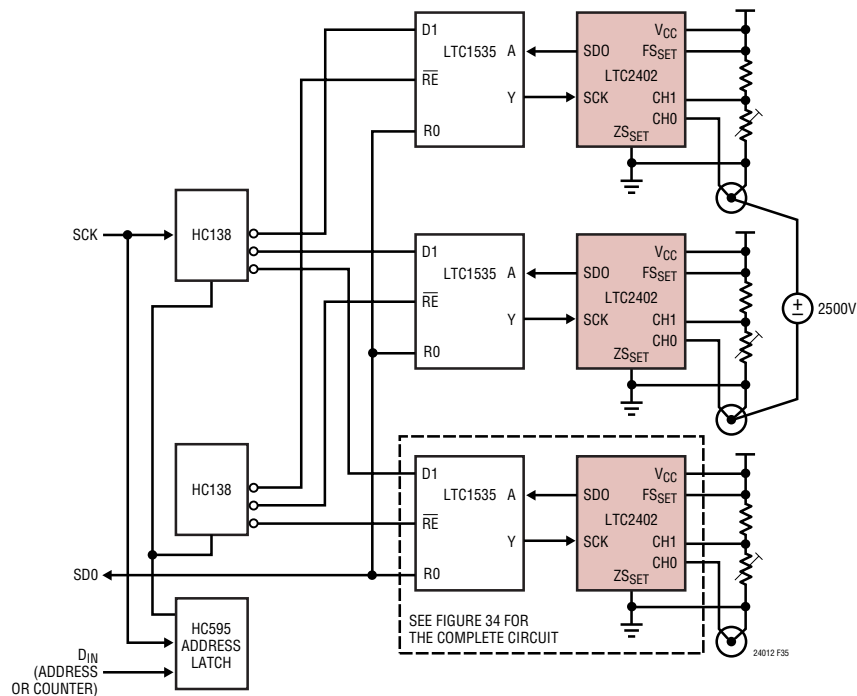 D1
LTC1535
A
RE
Y
R0
SDO
LTC2402
SCK
VCC
FSSET
CH1
CH0
ZSSET
SCK
HC138
D1
LTC1535
A
RE
Y
R0
SDO
LTC2402
SCK
VCC
FSSET
CH1
CH0
ZSSET
2500V
HC138
D1
LTC1535
A
RE
Y
R0
SDO
LTC2402
SCK
VCC
FSSET
CH1
CH0
ZSSET
SD0
HC595
ADDRESS
LATCH
DIN
(ADDRESS
OR COUNTER)
SEE FIGURE 34 FOR
THE COMPLETE CIRCUIT
24012 F35